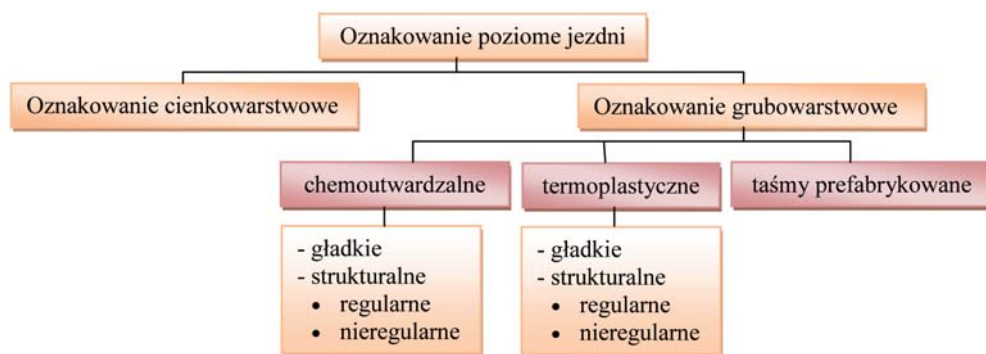 Oznakowanie poziome jezdni
Oznakowanie cienkowarstwowe
Oznakowanie grubowarstwowe
chemoutwardzalne
termoplastyczne
taśmy prefabrykowane
- gładkie
- strukturalne
• regularne
• nieregularne
- gładkie
- strukturalne
• regularne
• nieregularne